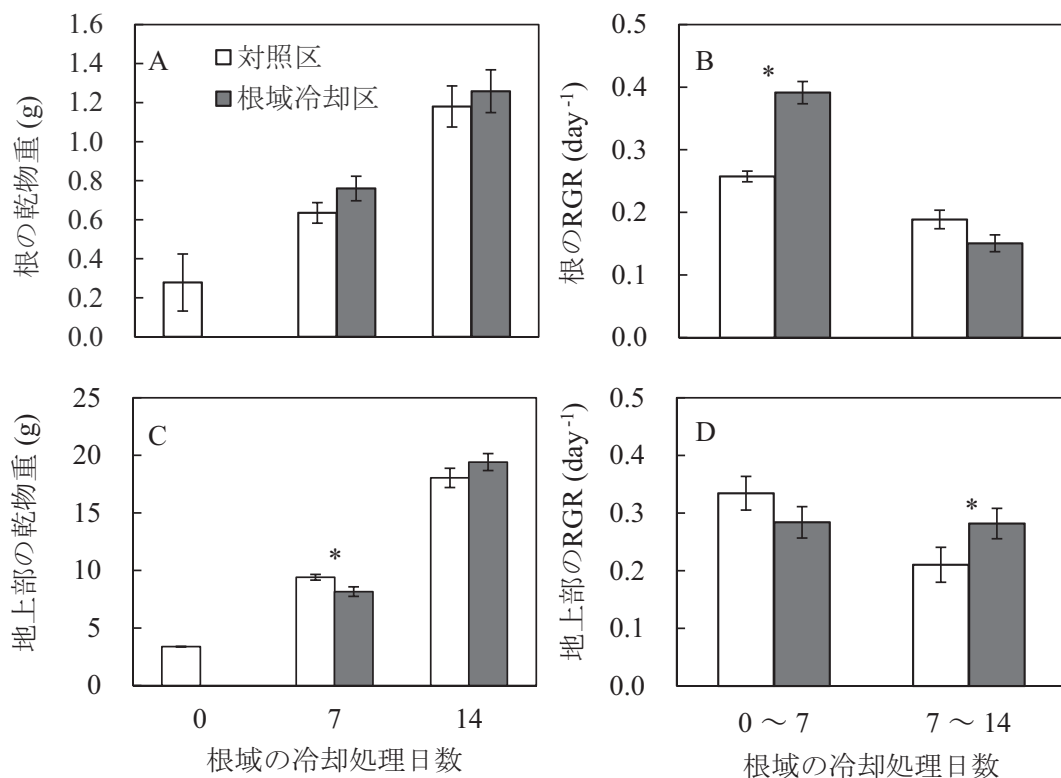 A
対照区
根域冷却区
根の乾物重 (g)
1.6
1.4
1.2
1.0
0.8
0.6
0.4
0.2
0.0
B
*
根のRGR (day⁻¹)
0.5
0.4
0.3
0.2
0.1
0.0
C
*
地上部の乾物重 (g)
25
20
15
10
5
0
0 7 14
根域の冷却処理日数
D
*
地上部のRGR (day⁻¹)
0.5
0.4
0.3
0.2
0.1
0.0
0 ～ 7 7 ～ 14
根域の冷却処理日数